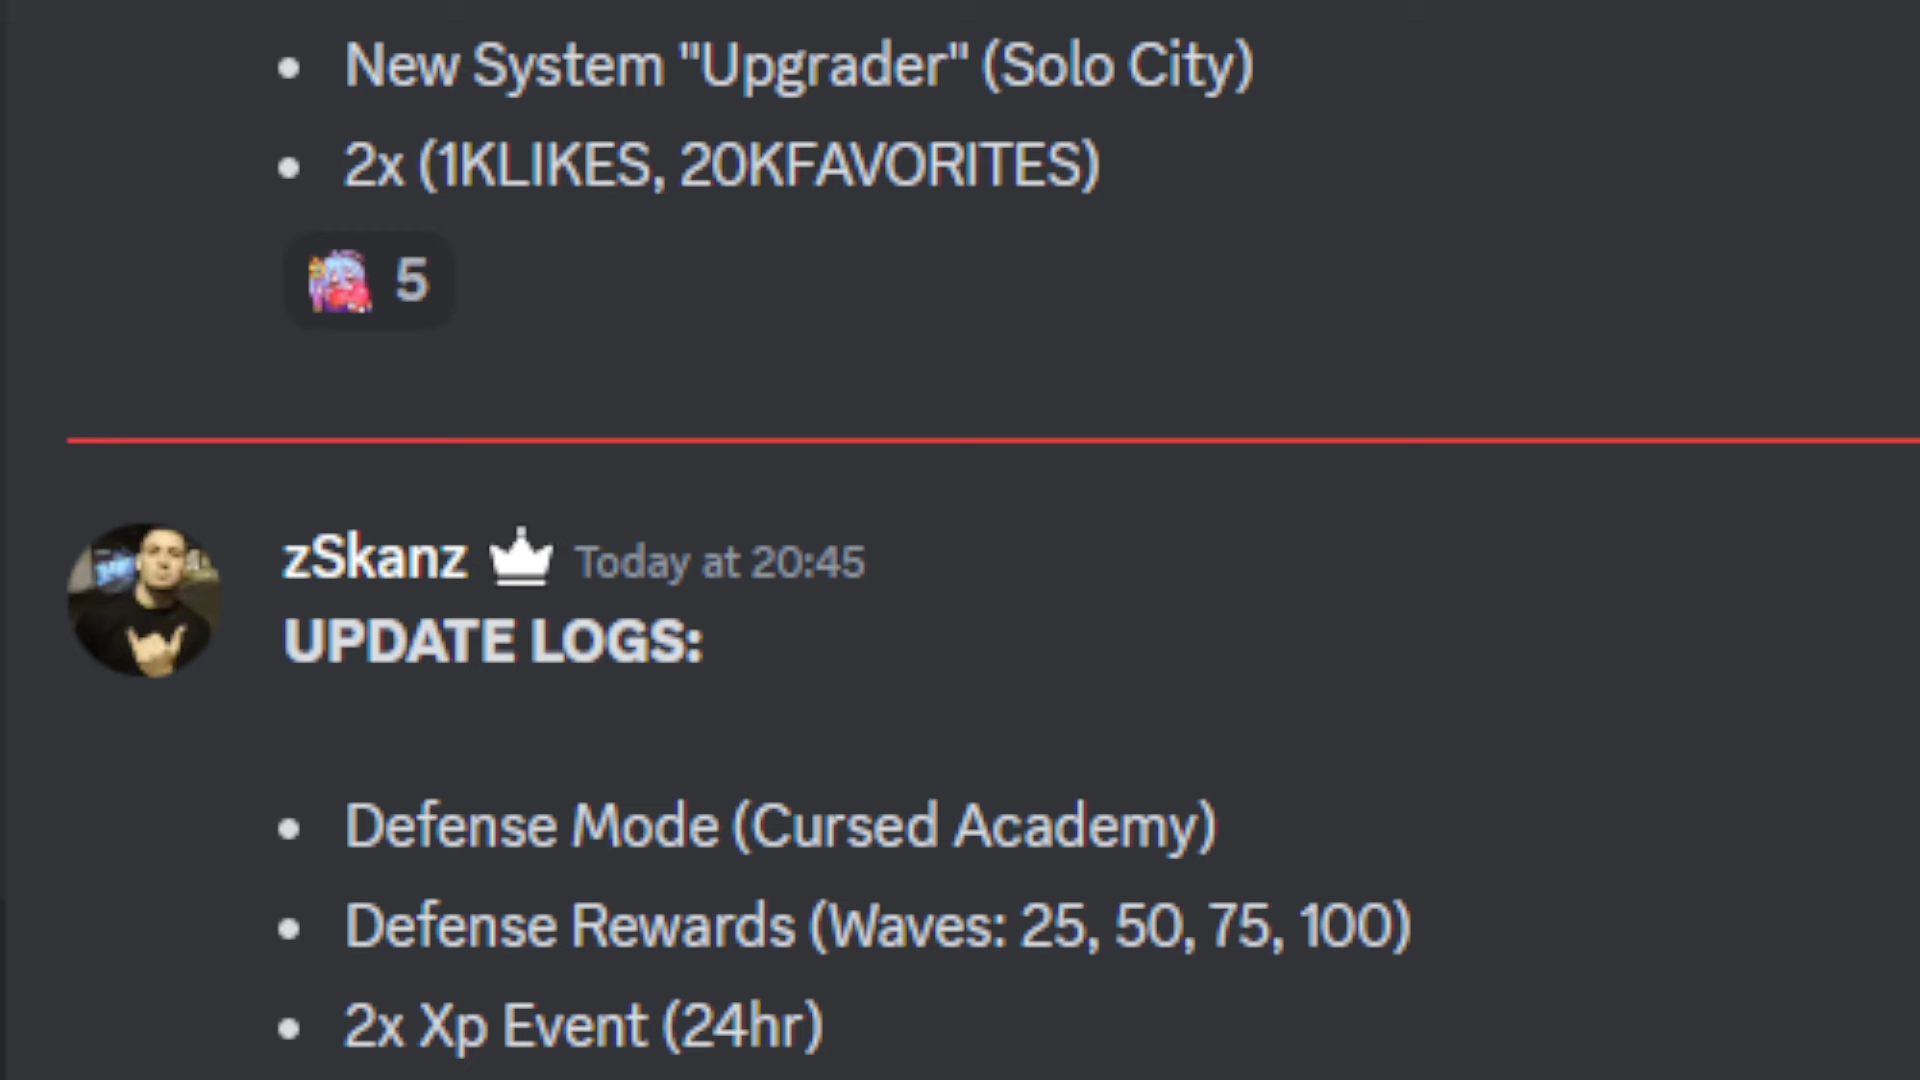 • New System "Upgrader" (Solo City)
• 2x (1KLIKES, 20KFAVORITES)
5
zSkanz Today at 20:45
UPDATE LOGS:
• Defense Mode (Cursed Academy)
• Defense Rewards (Waves: 25, 50, 75, 100)
• 2x Xp Event (24hr)